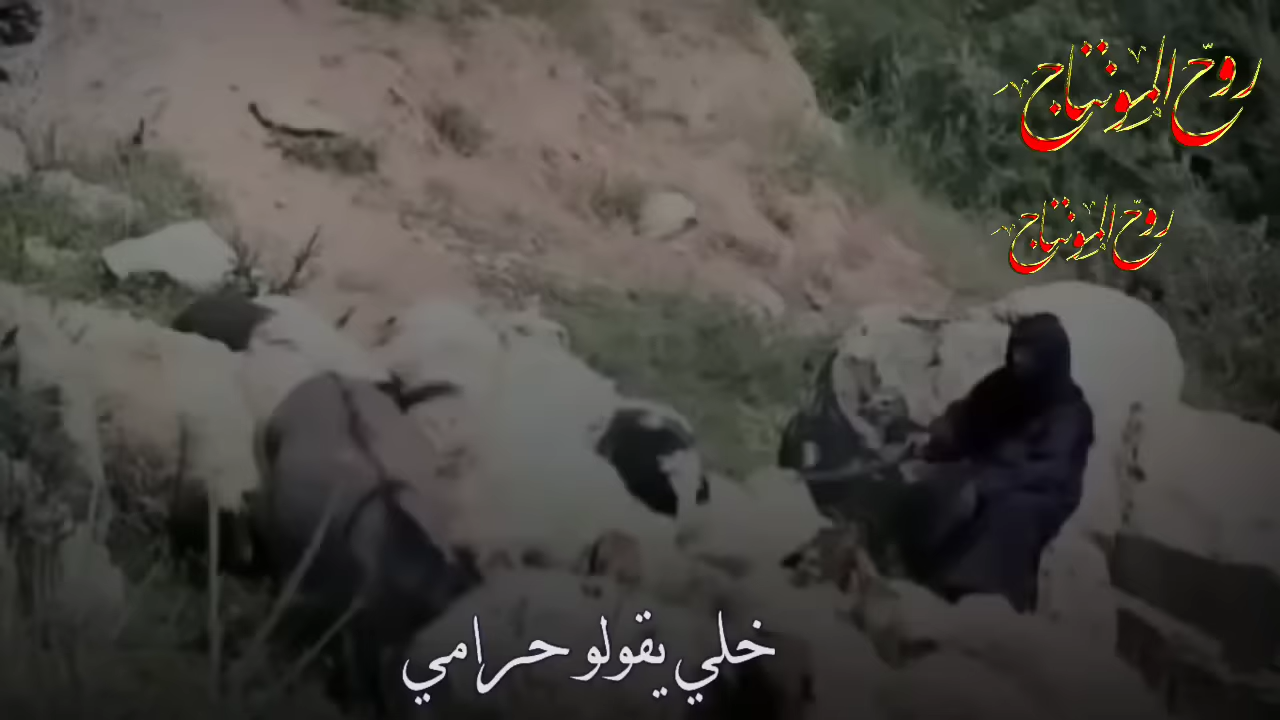 روح المونتاج
روح المونتاج
خلي يقولو حرامي